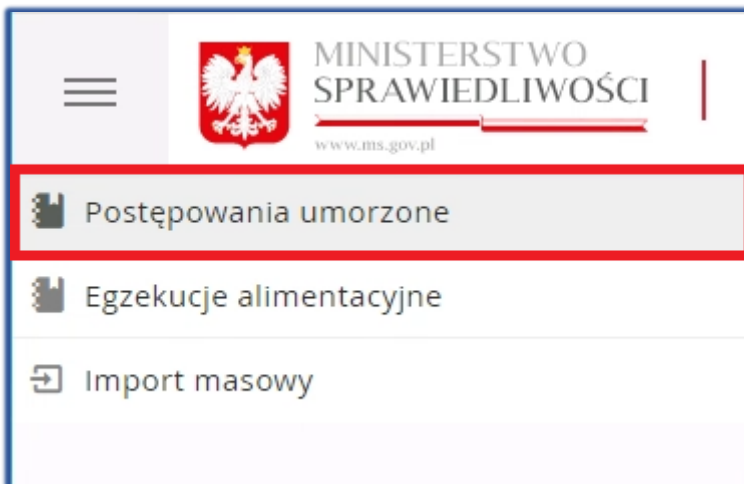 MINISTERSTWO
SPRAWIEDLIWOŚCI
www.ms.gov.pl
Postępowania umorzone
Egzekucje alimentacyjne
Import masowy